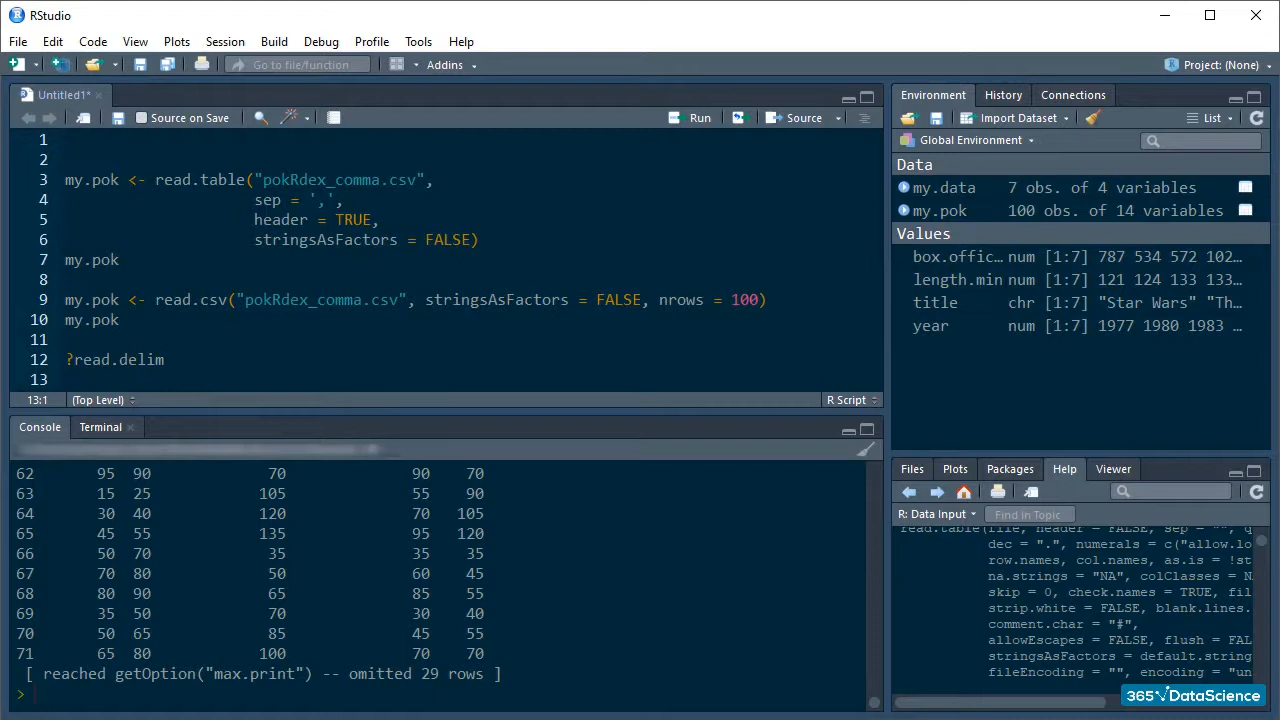 RStudio
File Edit Code View Plots Session Build Debug Profile Tools Help
Go to file/function Addins Project: (None)
Untitled1*
Source on Save Run Source
1
2
3 my.pok <- read.table("pokRdex_comma.csv",
4 sep = ',',
5 header = TRUE,
6 stringsAsFactors = FALSE)
7 my.pok
8
9 my.pok <- read.csv("pokRdex_comma.csv", stringsAsFactors = FALSE, nrows = 100)
10 my.pok
11
12 ?read.delim
13
13:1 (Top Level) R Script
Console Terminal
62 95 90 70 90 70
63 15 25 105 55 90
64 30 40 120 70 105
65 45 55 135 95 120
66 50 70 35 35 35
67 70 80 50 60 45
68 80 90 65 85 55
69 35 50 70 30 40
70 50 65 85 45 55
71 65 80 100 70 70
[ reached getOption("max.print") -- omitted 29 rows ]
>
Environment History Connections
Import Dataset List
Global Environment
Data
my.data 7 obs. of 4 variables
my.pok 100 obs. of 14 variables
Values
box.offic… num [1:7] 787 534 572 102…
length.min num [1:7] 121 124 133 133…
title chr [1:7] "Star Wars" "Th…
year num [1:7] 1977 1980 1983 …
Files Plots Packages Help Viewer
R: Data Input Find in Topic
read.table(file, header = FALSE, sep = "", q
dec = ".", numerals = c("allow.lo
row.names, col.names, as.is = !st
na.strings = "NA", colClasses = N
skip = 0, check.names = TRUE, fil
strip.white = FALSE, blank.lines.
comment.char = "#",
allowEscapes = FALSE, flush = FAL
stringsAsFactors = default.string
fileEncoding = "", encoding = "un
365 DataScience